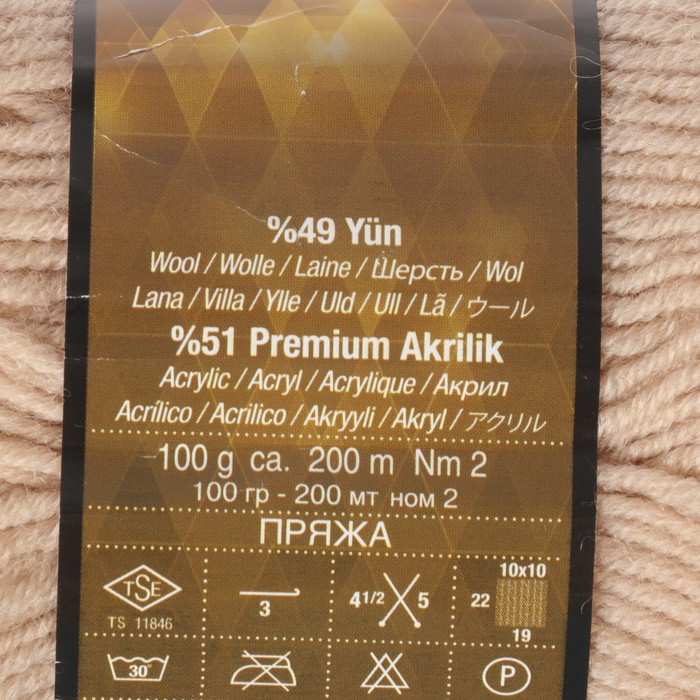 %49 Yün
Wool / Wolle / Laine / Шерсть / Wol
Lana / Villa / Ylle / Uld / Ull / Lã / ウール
%51 Premium Akrilik
Acrylic / Acryl / Acrylique / Акрил
Acrílico / Acrilico / Akryyli / Akryl / アクリル
100 g ca. 200 m Nm 2
100 гр - 200 мт ном 2
ПРЯЖА
TSE
TS 11846
3
4 1/2 5
10x10
22
19
30°
P